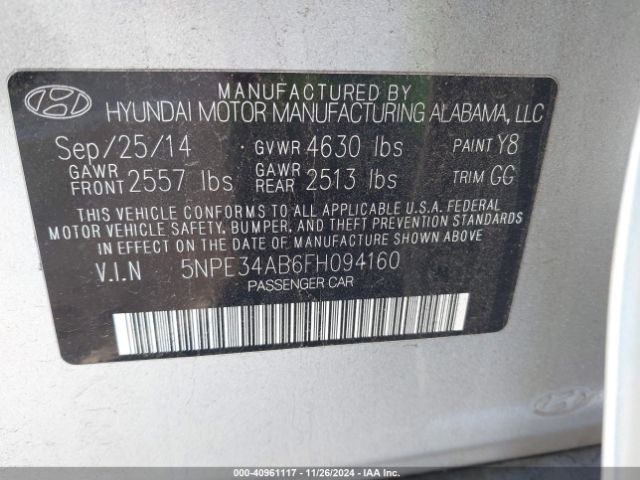 MANUFACTURED BY
HYUNDAI MOTOR MANUFACTURING ALABAMA, LLC
Sep/25/14 GVWR 4630 lbs PAINT Y8
GAWR FRONT 2557 lbs GAWR REAR 2513 lbs TRIM GG
THIS VEHICLE CONFORMS TO ALL APPLICABLE U.S.A. FEDERAL
MOTOR VEHICLE SAFETY, BUMPER, AND THEFT PREVENTION STANDARDS
IN EFFECT ON THE DATE OF MANUFACTURE SHOWN ABOVE.
V.I.N 5NPE34AB6FH094160
PASSENGER CAR
000-40961117 - 11/26/2024 - IAA Inc.